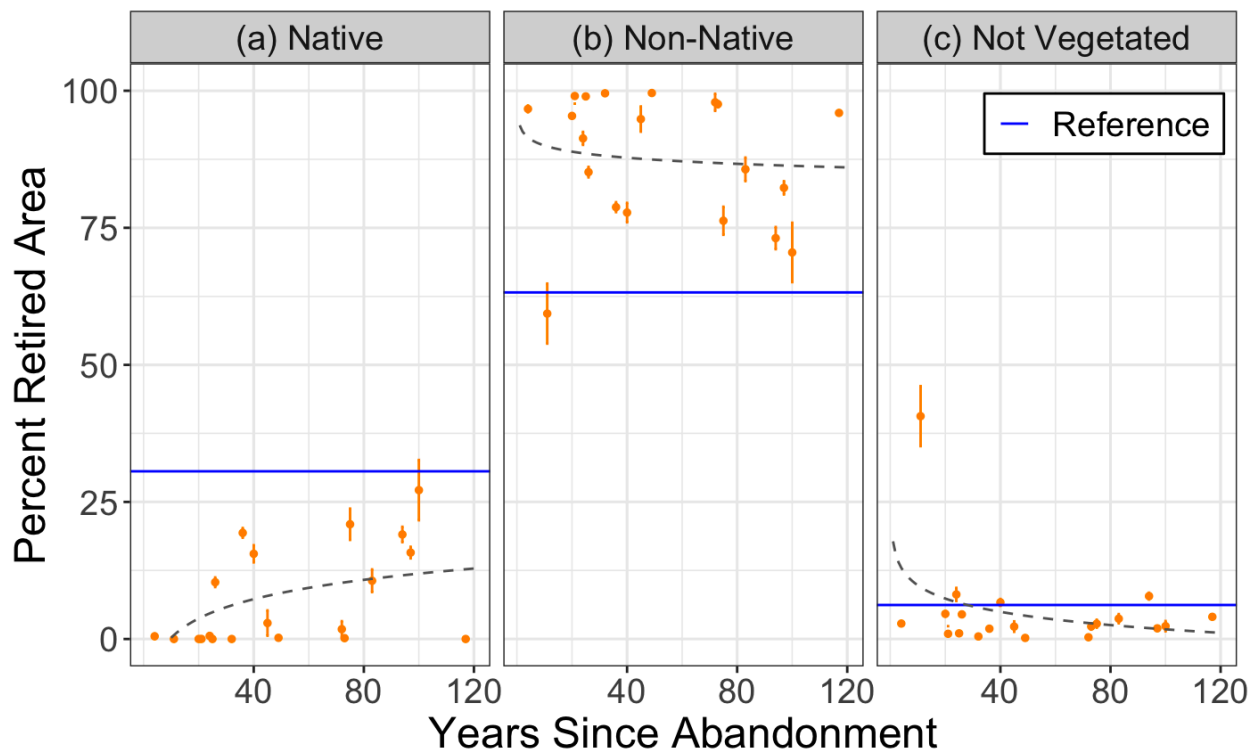 (a) Native
(b) Non-Native
(c) Not Vegetated
Percent Retired Area
100
75
50
25
0
Reference
40 80 120
40 80 120
40 80 120
Years Since Abandonment